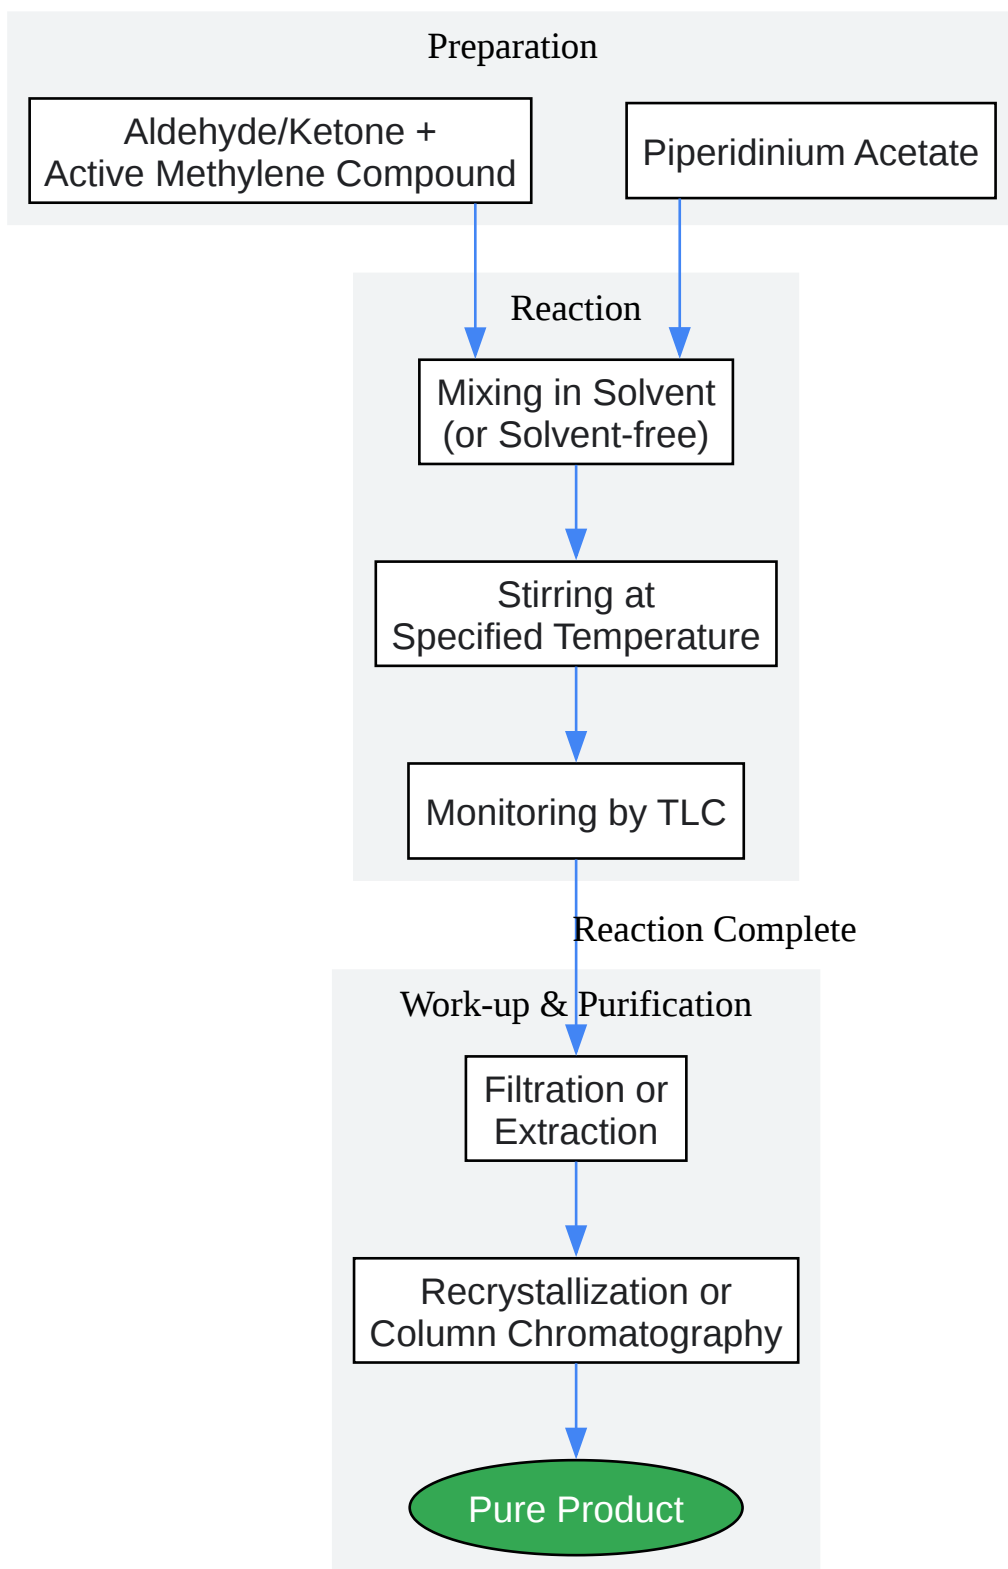 Preparation
Aldehyde/Ketone +
Active Methylene Compound
Piperidinium Acetate
Reaction
Mixing in Solvent
(or Solvent-free)
Stirring at
Specified Temperature
Monitoring by TLC
Reaction Complete
Work-up & Purification
Filtration or
Extraction
Recrystallization or
Column Chromatography
Pure Product